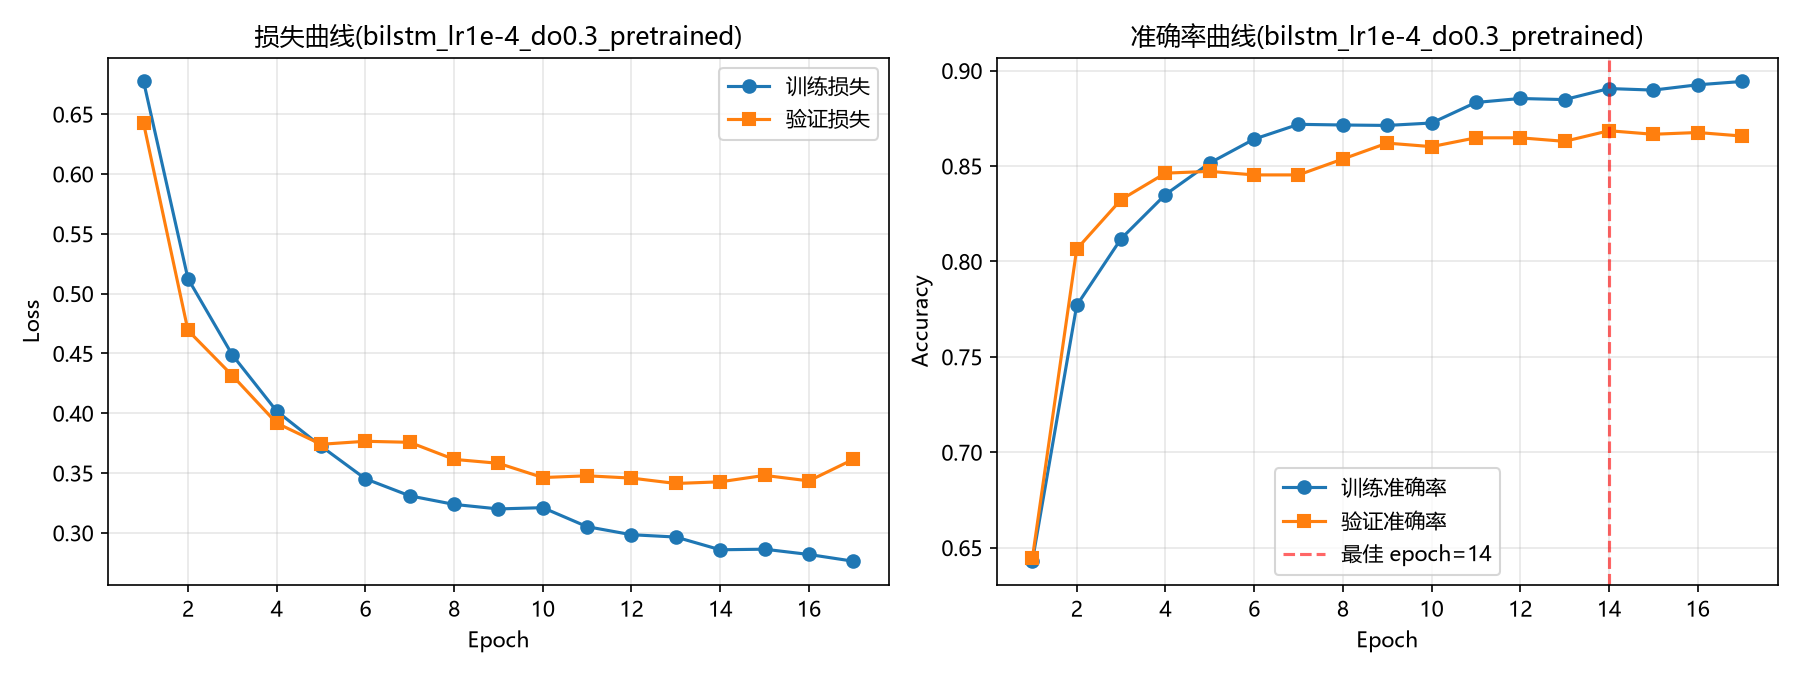 损失曲线(bilstm_lr1e-4_do0.3_pretrained)
训练损失
验证损失
0.65
0.60
0.55
0.50
0.45
0.40
0.35
0.30
Loss
2 4 6 8 10 12 14 16
Epoch
准确率曲线(bilstm_lr1e-4_do0.3_pretrained)
0.90
0.85
0.80
0.75
0.70
0.65
Accuracy
训练准确率
验证准确率
最佳 epoch=14
2 4 6 8 10 12 14 16
Epoch